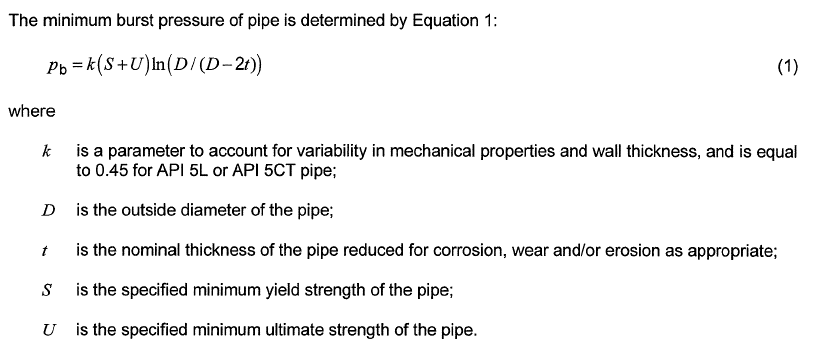 The minimum burst pressure of pipe is determined by Equation 1:
p_b = k(S+U)ln(D/(D−2t)) (1)
where
k is a parameter to account for variability in mechanical properties and wall thickness, and is equal
to 0.45 for API 5L or API 5CT pipe;
D is the outside diameter of the pipe;
t is the nominal thickness of the pipe reduced for corrosion, wear and/or erosion as appropriate;
S is the specified minimum yield strength of the pipe;
U is the specified minimum ultimate strength of the pipe.